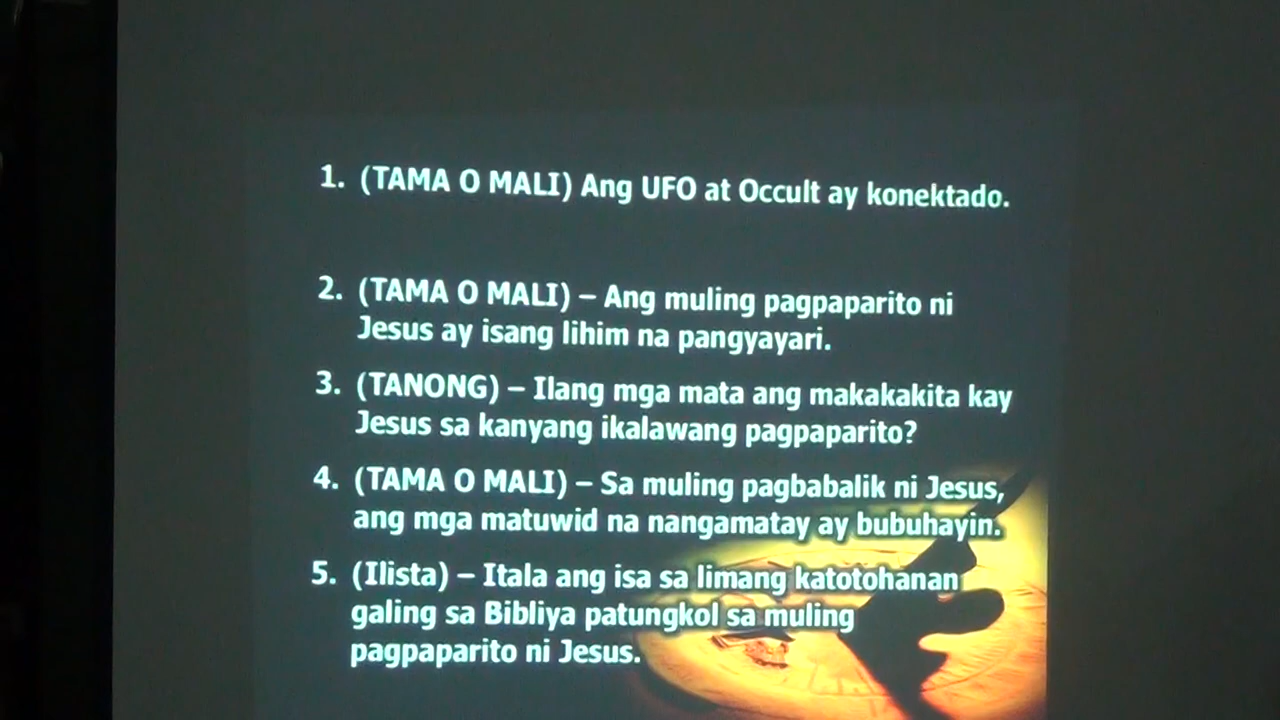 1. (TAMA O MALI) Ang UFO at Occult ay konektado.
2. (TAMA O MALI) – Ang muling pagpaparito ni
Jesus ay isang lihim na pangyayari.
3. (TANONG) – Ilang mga mata ang makakakita kay
Jesus sa kanyang ikalawang pagpaparito?
4. (TAMA O MALI) – Sa muling pagbabalik ni Jesus,
ang mga matuwid na nangamatay ay bubuhayin.
5. (Ilista) – Itala ang isa sa limang katotohanan
galing sa Bibliya patungkol sa muling
pagpaparito ni Jesus.